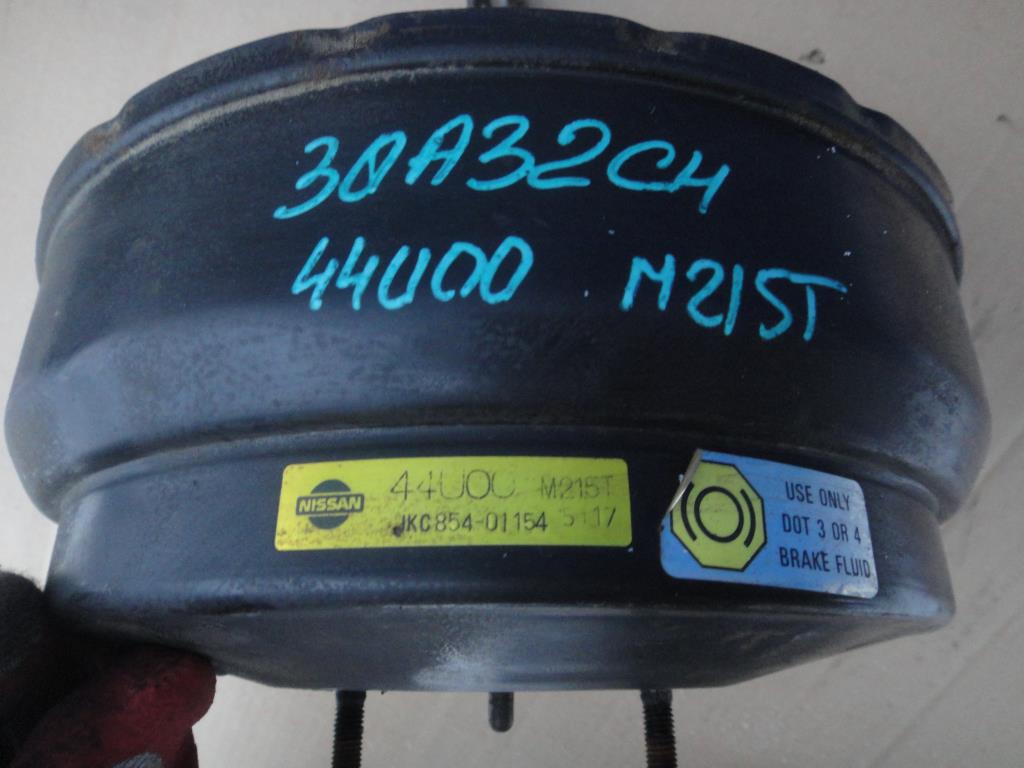 30A32CH
44U00 M215T
NISSAN
44U00 M215T
JKC854-01154 5117
USE ONLY
DOT 3 OR 4
BRAKE FLUID